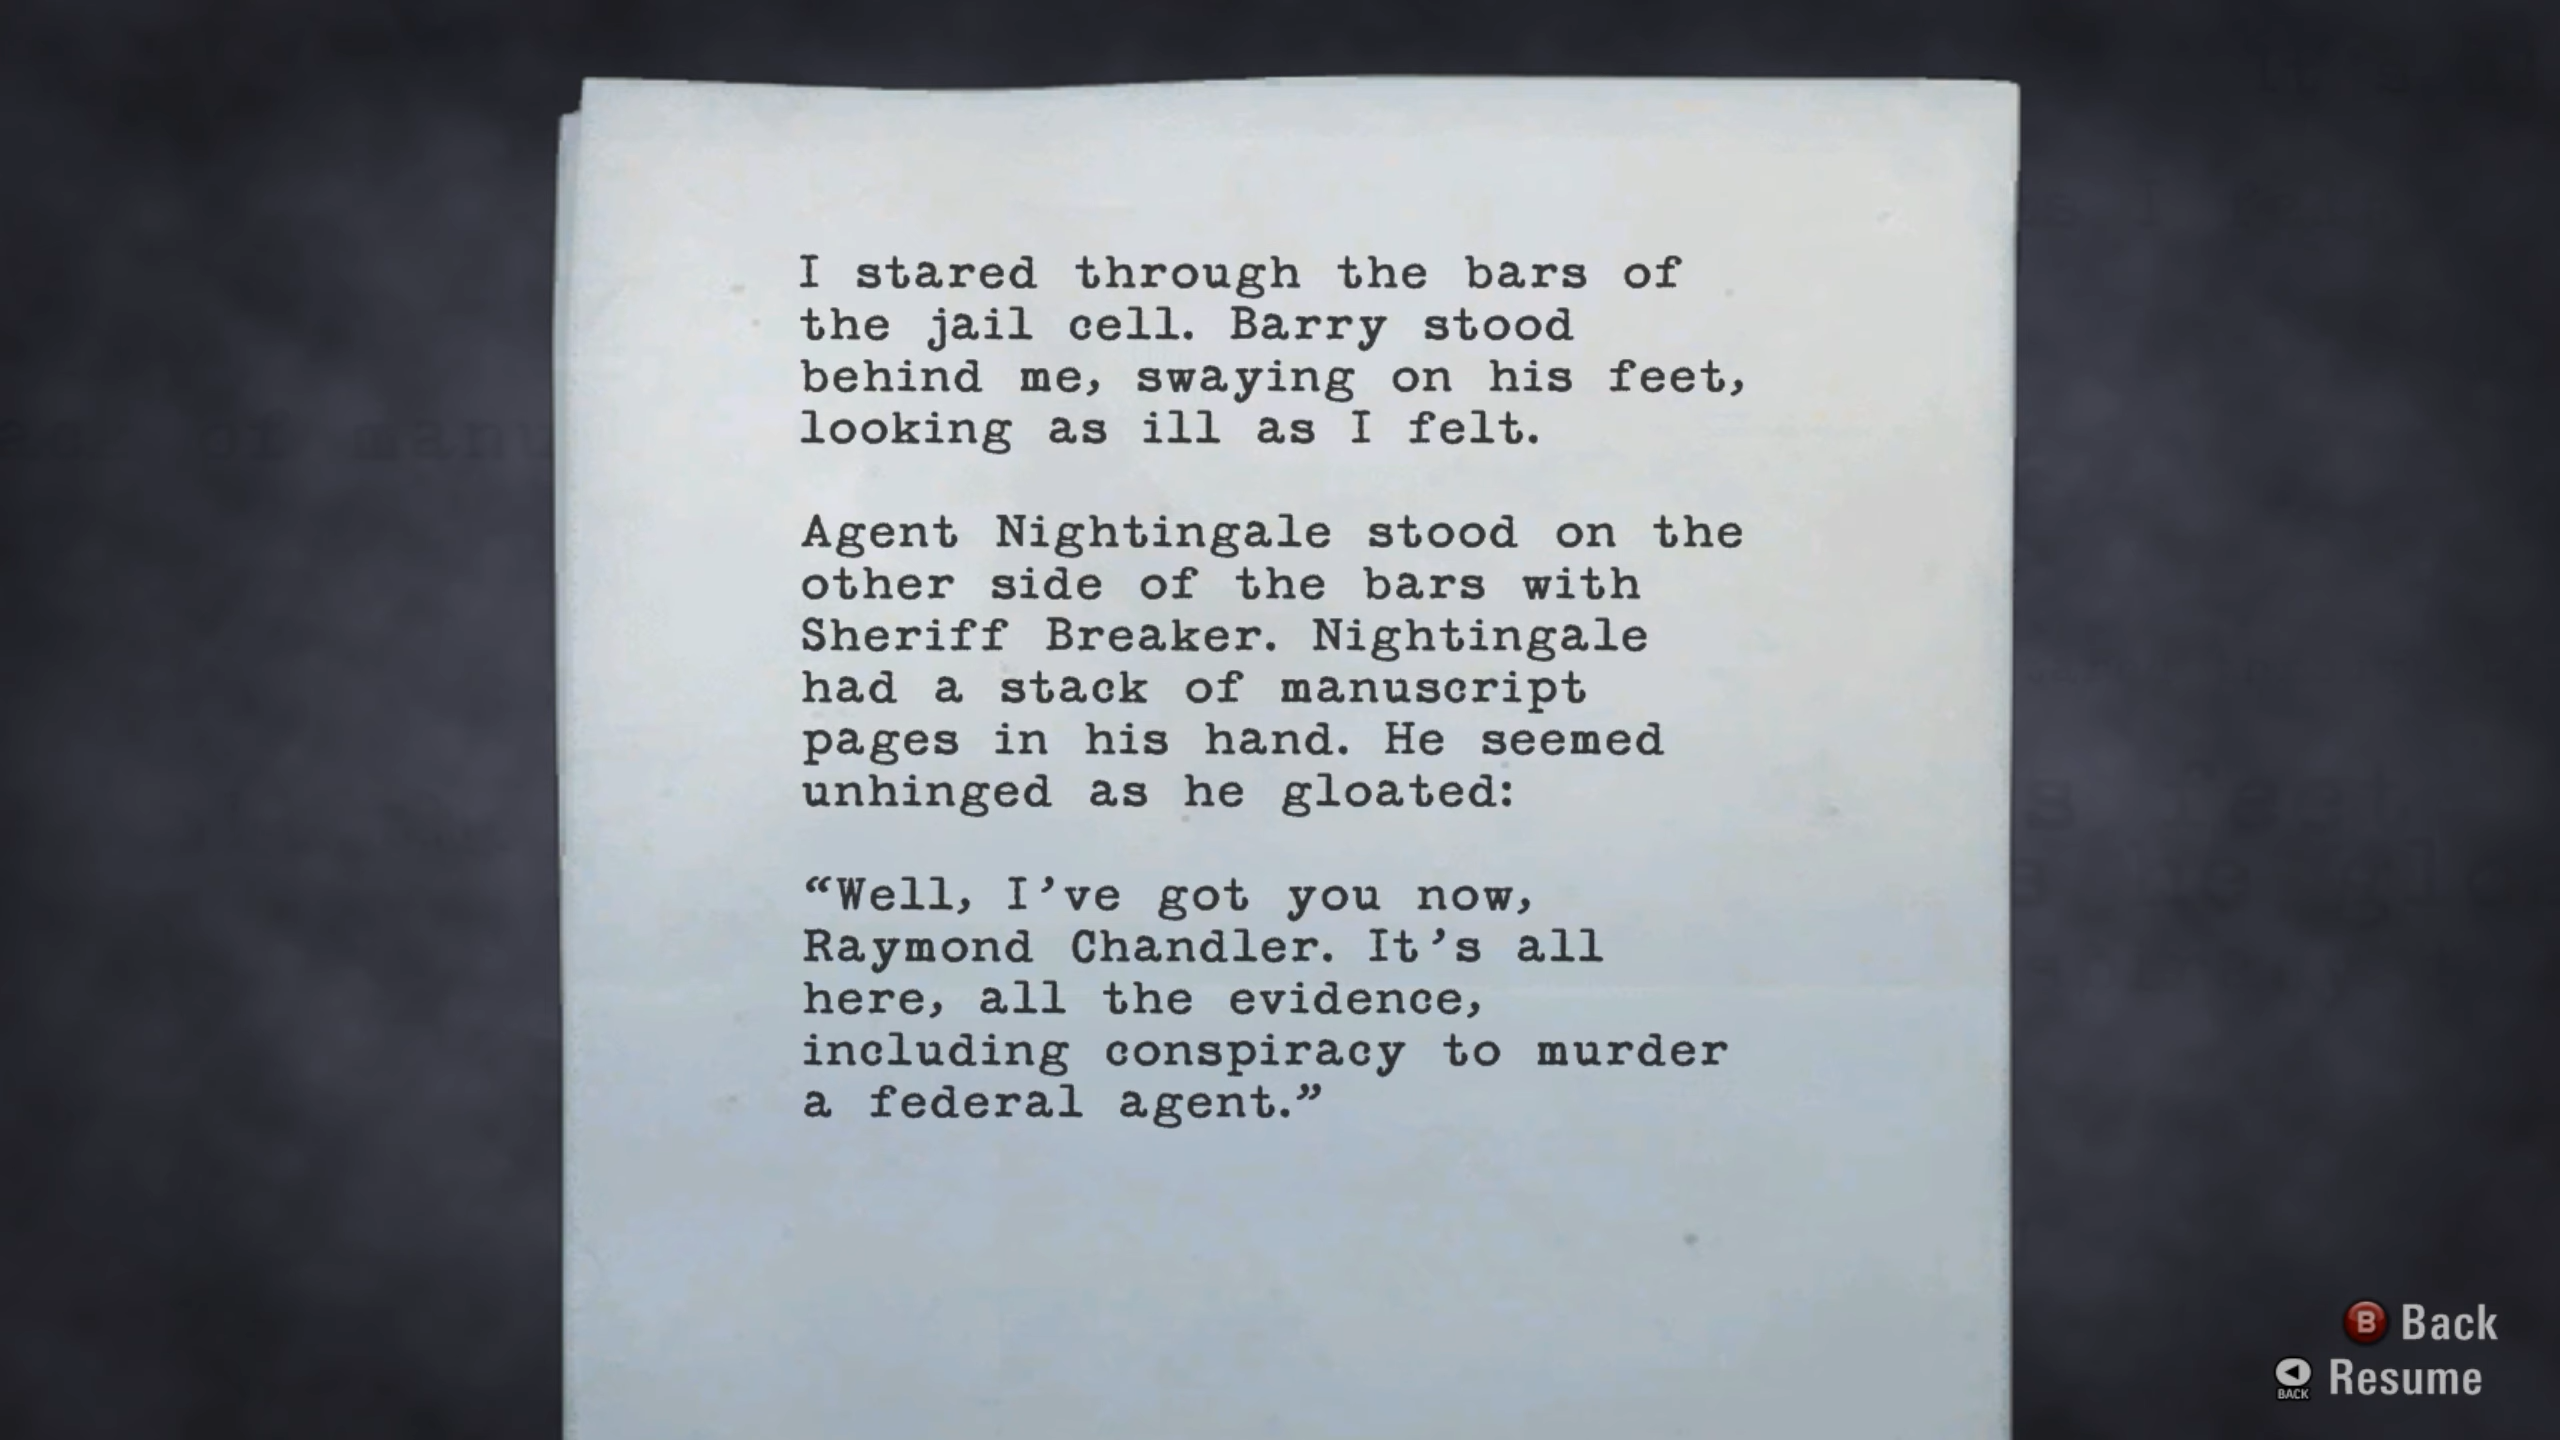 I stared through the bars of
the jail cell. Barry stood
behind me, swaying on his feet,
looking as ill as I felt.
Agent Nightingale stood on the
other side of the bars with
Sheriff Breaker. Nightingale
had a stack of manuscript
pages in his hand. He seemed
unhinged as he gloated:
“Well, I’ve got you now,
Raymond Chandler. It’s all
here, all the evidence,
including conspiracy to murder
a federal agent.”
B Back
BACK Resume